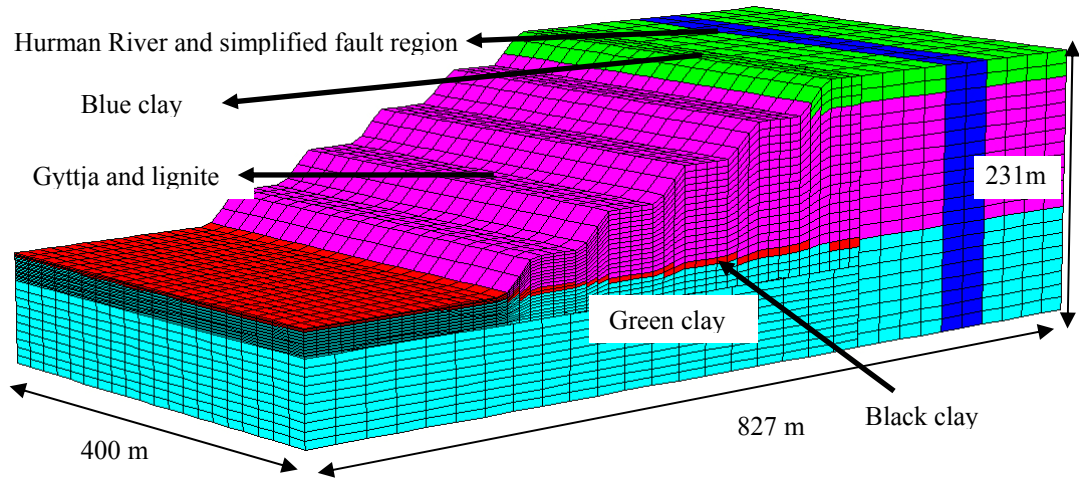 Hurman River and simplified fault region
Blue clay
Gyttja and lignite
231m
Green clay
Black clay
827 m
400 m